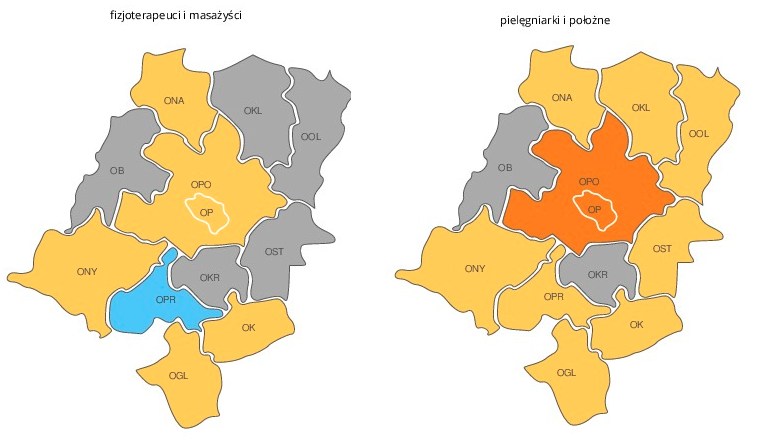 fizjoterapeuci i masażyści
pielęgniarki i położne
ONA
OKL
OOL
OB
OPO
OP
OST
ONY
OKR
OPR
OK
OGL
ONA
OKL
OOL
OB
OPO
OP
OST
ONY
OKR
OPR
OK
OGL